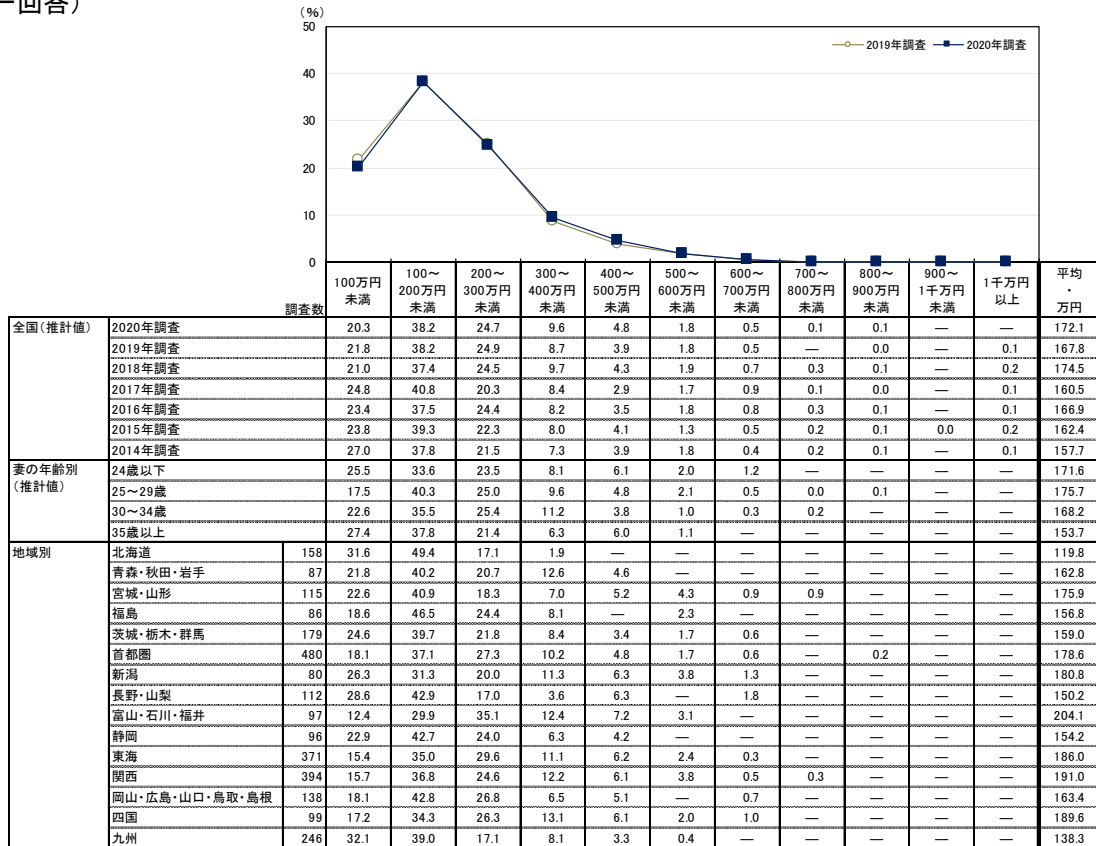 一回答）
（%）
50
40
30
20
10
0
2019年調査 2020年調査
調査数 100万円未満 100～200万円未満 200～300万円未満 300～400万円未満 400～500万円未満 500～600万円未満 600～700万円未満 700～800万円未満 800～900万円未満 900～1千万円未満 1千万円以上 平均・万円
全国（推計値） 2020年調査 20.3 38.2 24.7 9.6 4.8 1.8 0.5 0.1 0.1 — — 172.1
2019年調査 21.8 38.2 24.9 8.7 3.9 1.8 0.5 — 0.0 — 0.1 167.8
2018年調査 21.0 37.4 24.5 9.7 4.3 1.9 0.7 0.3 0.1 — 0.2 174.5
2017年調査 24.8 40.8 20.3 8.4 2.9 1.7 0.9 0.1 0.0 — 0.1 160.5
2016年調査 23.4 37.5 24.4 8.2 3.5 1.8 0.8 0.3 0.1 — 0.1 166.9
2015年調査 23.8 39.3 22.3 8.0 4.1 1.3 0.5 0.2 0.1 0.0 0.2 162.4
2014年調査 27.0 37.8 21.5 7.3 3.9 1.8 0.4 0.2 0.1 — 0.1 157.7
妻の年齢別（推計値） 24歳以下 25.5 33.6 23.5 8.1 6.1 2.0 1.2 — — — — 171.6
25～29歳 17.5 40.3 25.0 9.6 4.8 2.1 0.5 0.0 0.1 — — 175.7
30～34歳 22.6 35.5 25.4 11.2 3.8 1.0 0.3 0.2 — — — 168.2
35歳以上 27.4 37.8 21.4 6.3 6.0 1.1 — — — — — 153.7
地域別 北海道 158 31.6 49.4 17.1 1.9 — — — — — — — 119.8
青森・秋田・岩手 87 21.8 40.2 20.7 12.6 4.6 — — — — — — 162.8
宮城・山形 115 22.6 40.9 18.3 7.0 5.2 4.3 0.9 0.9 — — — 175.9
福島 86 18.6 46.5 24.4 8.1 — 2.3 — — — — — 156.8
茨城・栃木・群馬 179 24.6 39.7 21.8 8.4 3.4 1.7 0.6 — — — — 159.0
首都圏 480 18.1 37.1 27.3 10.2 4.8 1.7 0.6 — 0.2 — — 178.6
新潟 80 26.3 31.3 20.0 11.3 6.3 3.8 1.3 — — — — 180.8
長野・山梨 112 28.6 42.9 17.0 3.6 6.3 — 1.8 — — — — 150.2
富山・石川・福井 97 12.4 29.9 35.1 12.4 7.2 3.1 — — — — — 204.1
静岡 96 22.9 42.7 24.0 6.3 4.2 — — — — — — 154.2
東海 371 15.4 35.0 29.6 11.1 6.2 2.4 0.3 — — — — 186.0
関西 394 15.7 36.8 24.6 12.2 6.1 3.8 0.5 0.3 — — — 191.0
岡山・広島・山口・鳥取・島根 138 18.1 42.8 26.8 6.5 5.1 — 0.7 — — — — 163.4
四国 99 17.2 34.3 26.3 13.1 6.1 2.0 1.0 — — — — 189.6
九州 246 32.1 39.0 17.1 8.1 3.3 0.4 — — — — — 138.3